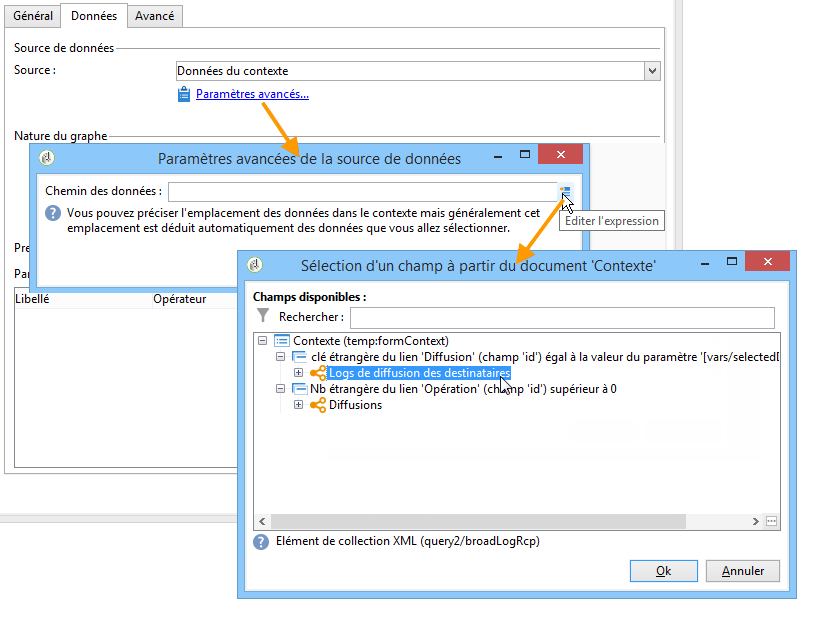 Général
Données
Avancé
Source de données
Source :
Données du contexte
Paramètres avancés...
Nature du graphe
Paramètres avancées de la source de données
Chemin des données :
Vous pouvez préciser l'emplacement des données dans le contexte mais généralement cet
emplacement est déduit automatiquement des données que vous allez sélectionner.
Editer l'expression
Pre
Par
Libellé
Opérateur
Sélection d'un champ à partir du document 'Contexte'
Champs disponibles :
Rechercher :
Contexte (temp:formContext)
clé étrangère du lien 'Diffusion' (champ 'id') égal à la valeur du paramètre '[vars/selectedD
Logs de diffusion des destinataires
Nb étrangère du lien 'Opération' (champ 'id') supérieur à 0
Diffusions
Elément de collection XML (query2/broadLogRcp)
Ok
Annuler